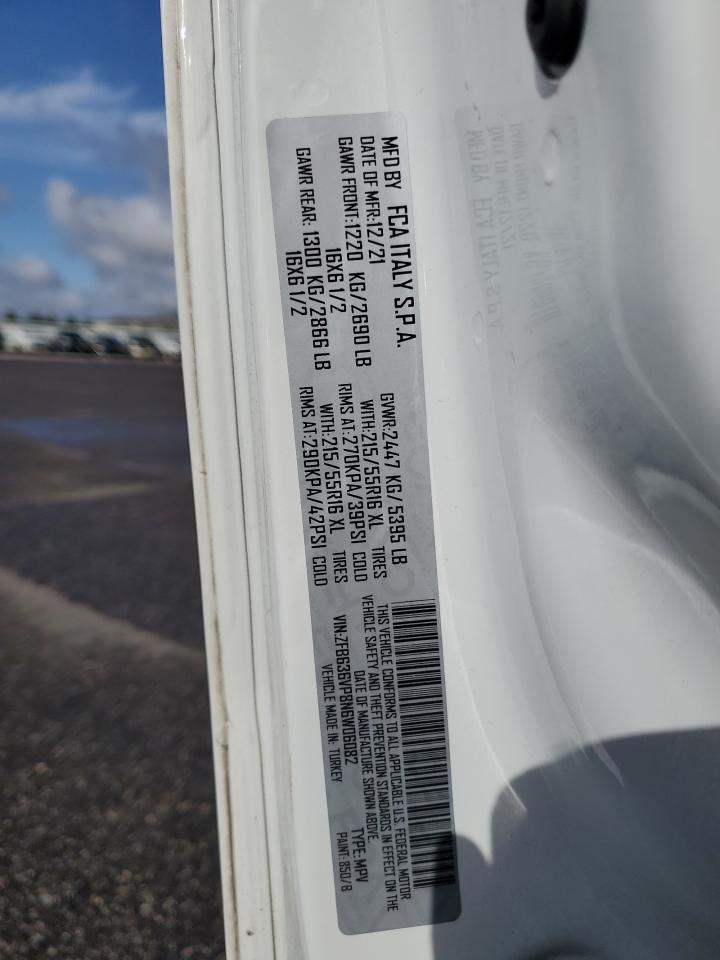 MFD BY FCA ITALY S.P.A.
DATE OF MFR:12/21 GVWR:2447 KG/5395 LB
GAWR FRONT:1220 KG/2690 LB WITH:215/55R16 XL TIRES
16X6 1/2 RIMS AT:270KPA/39PSI COLD
GAWR REAR: 1300 KG/2866 LB WITH:215/55R16 XL TIRES
16X6 1/2 RIMS AT:290KPA/42PSI COLD
THIS VEHICLE CONFORMS TO ALL APPLICABLE U.S. FEDERAL MOTOR
VEHICLE SAFETY AND THEFT PREVENTION STANDARDS IN EFFECT ON THE
DATE OF MANUFACTURE SHOWN ABOVE.
VIN:ZFBG36VP8N6W06082 TYPE:MPV
VEHICLE MADE IN: TURKEY PAINT: 850/B